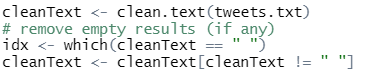 cleanText <- clean.text(tweets.txt)
# remove empty results (if any)
idx <- which(cleanText == " ")
cleanText <- cleanText[cleanText != " "]